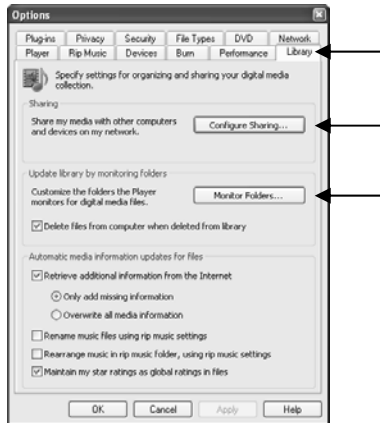 Options
Plug-ins Privacy Security File Types DVD Network
Player Rip Music Devices Burn Performance Library
Specify settings for organizing and sharing your digital media
collection.
Sharing
Share my media with other computers
and devices on my network.
Configure Sharing...
Update library by monitoring folders
Customize the folders the Player
monitors for digital media files.
Monitor Folders...
Delete files from computer when deleted from library
Automatic media information updates for files
Retrieve additional information from the Internet
Only add missing information
Overwrite all media information
Rename music files using rip music settings
Rearrange music in rip music folder, using rip music settings
Maintain my star ratings as global ratings in files
OK Cancel Apply Help